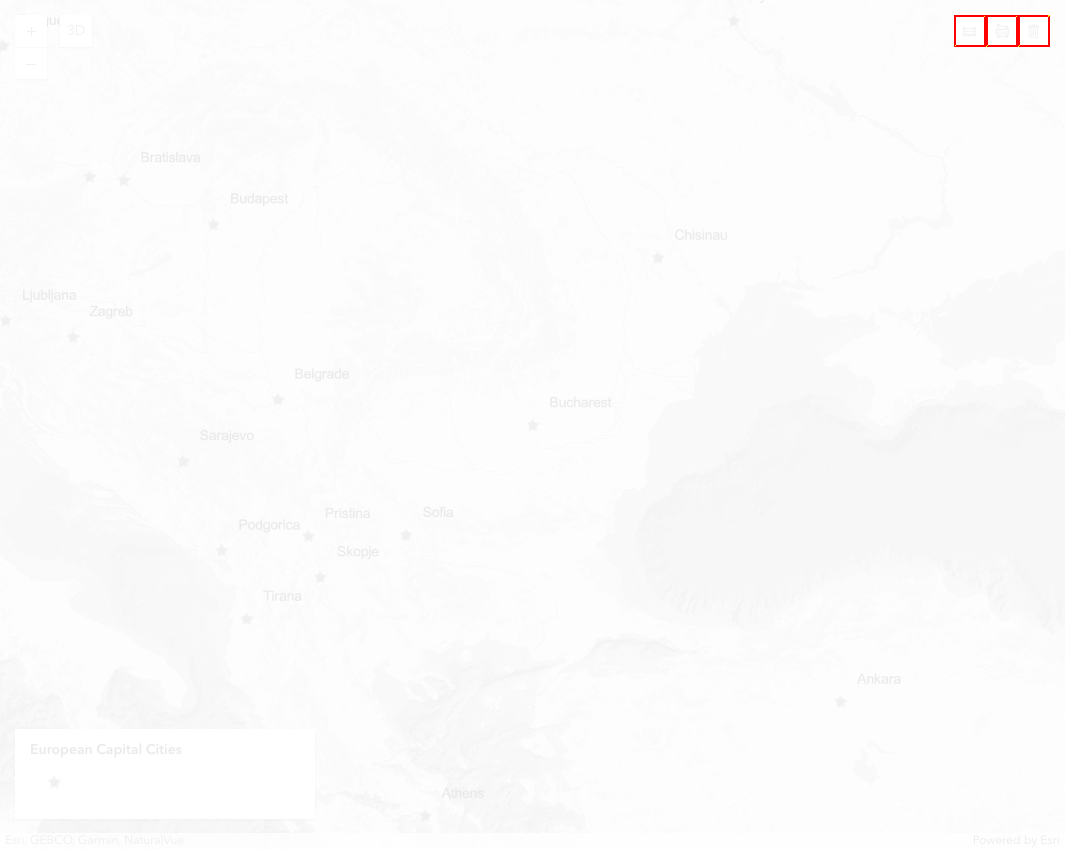 +
3D
−
Bratislava
Budapest
Chisinau
Ljubljana
Zagreb
Belgrade
Bucharest
Sarajevo
Pristina
Sofia
Podgorica
Skopje
Tirana
Ankara
European Capital Cities
Athens
Esri, GEBCO, Garmin, NaturalVue
Powered by Esri